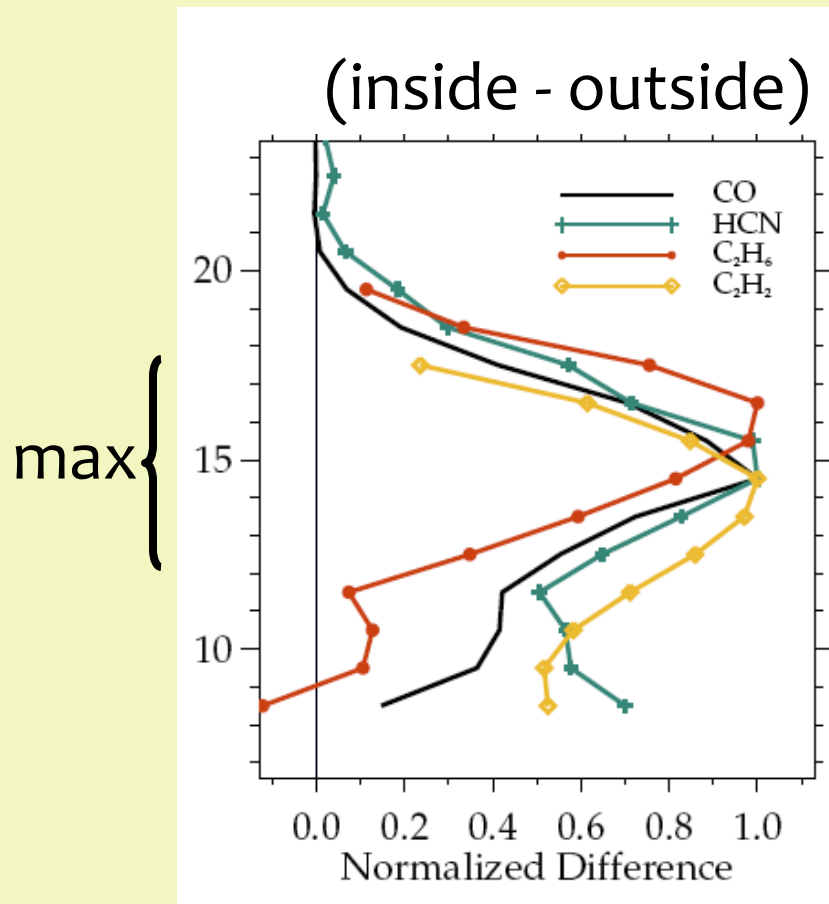 (inside - outside)
CO
HCN
C₂H₆
C₂H₂
20
max
15
10
0.0 0.2 0.4 0.6 0.8 1.0
Normalized Difference